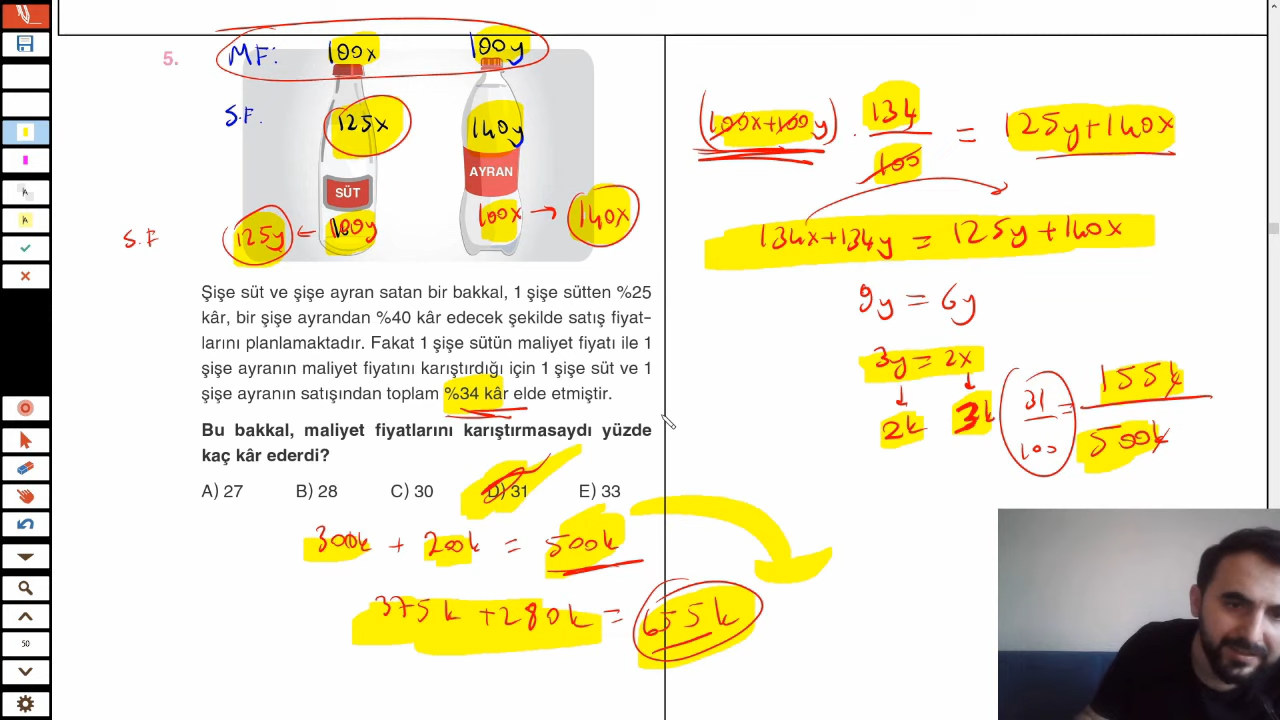 5.
MF: 100x 100y
S.F. 125x 140y
SÜT
AYRAN
S.F 125y ← 100y 100x → 140x
Şişe süt ve şişe ayran satan bir bakkal, 1 şişe sütten %25
kâr, bir şişe ayrandan %40 kâr edecek şekilde satış fiyat-
larını planlamaktadır. Fakat 1 şişe sütün maliyet fiyatı ile 1
şişe ayranın maliyet fiyatını karıştırdığı için 1 şişe süt ve 1
şişe ayranın satışından toplam %34 kâr elde etmiştir.
Bu bakkal, maliyet fiyatlarını karıştırmasaydı yüzde
kaç kâr ederdi?
A) 27 B) 28 C) 30 D) 31 E) 33
300k + 200k = 500k
375k + 280k = 655k
(100x+100y) . 134/100 = 125y+140x
134x+134y = 125y+140x
9y = 6y
3y = 2x
2k 3k
31/100 = 155k/500k
50